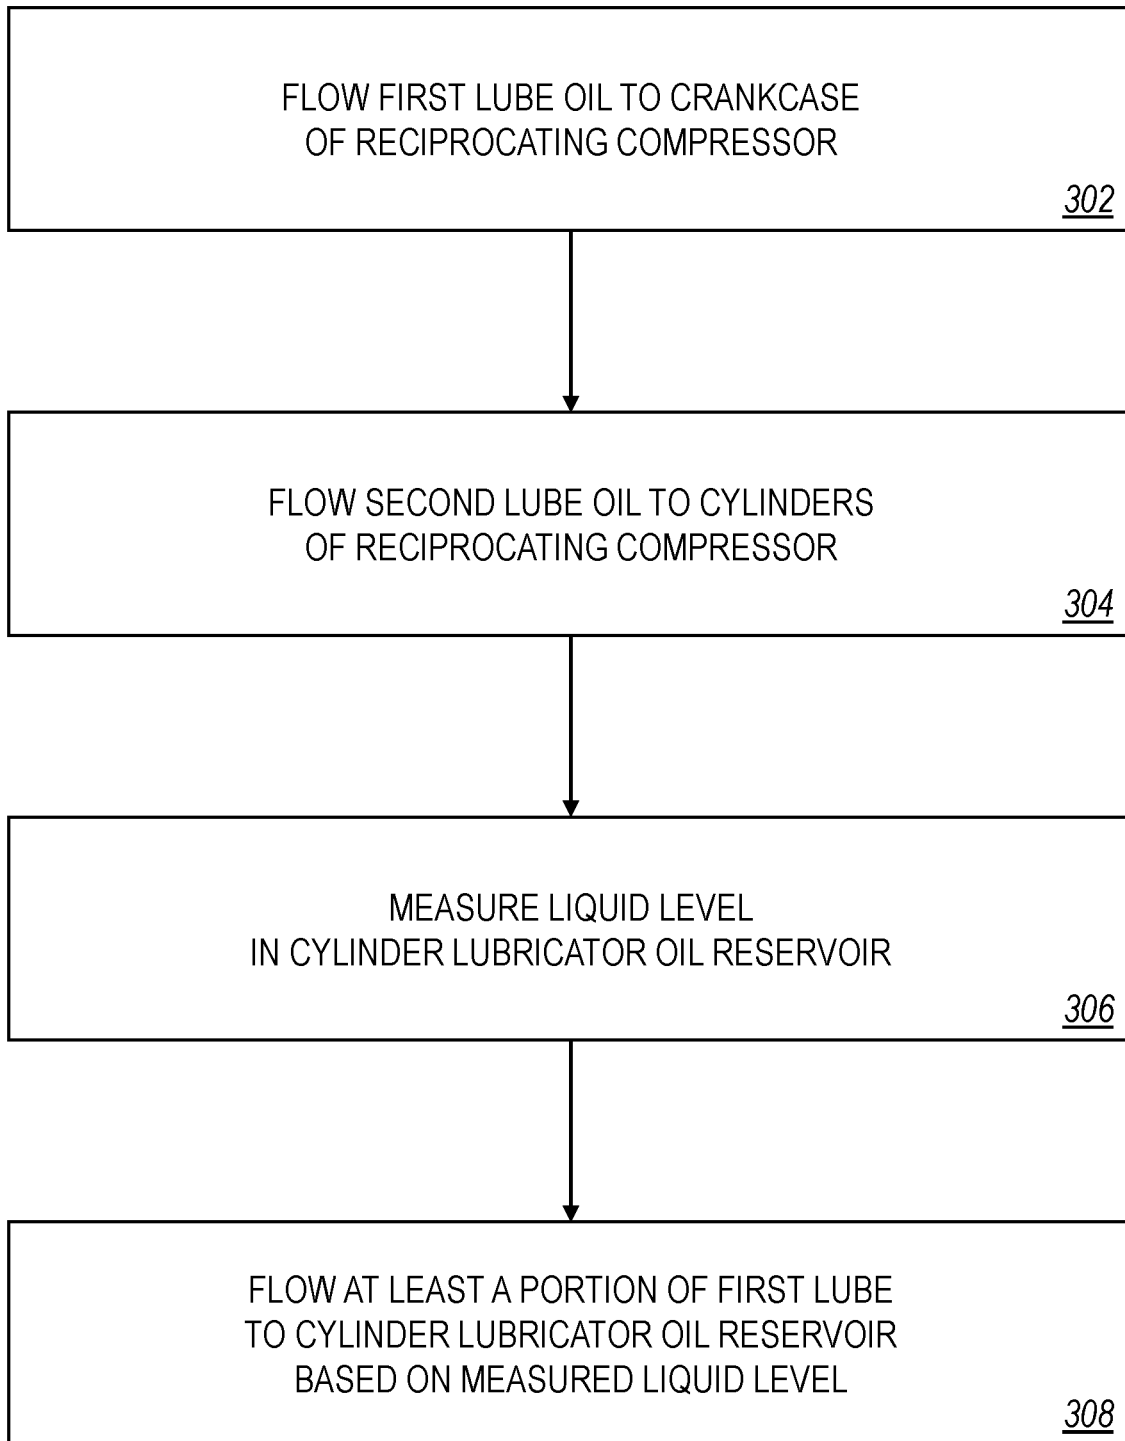 FLOW FIRST LUBE OIL TO CRANKCASE
OF RECIPROCATING COMPRESSOR
302
FLOW SECOND LUBE OIL TO CYLINDERS
OF RECIPROCATING COMPRESSOR
304
MEASURE LIQUID LEVEL
IN CYLINDER LUBRICATOR OIL RESERVOIR
306
FLOW AT LEAST A PORTION OF FIRST LUBE
TO CYLINDER LUBRICATOR OIL RESERVOIR
BASED ON MEASURED LIQUID LEVEL
308